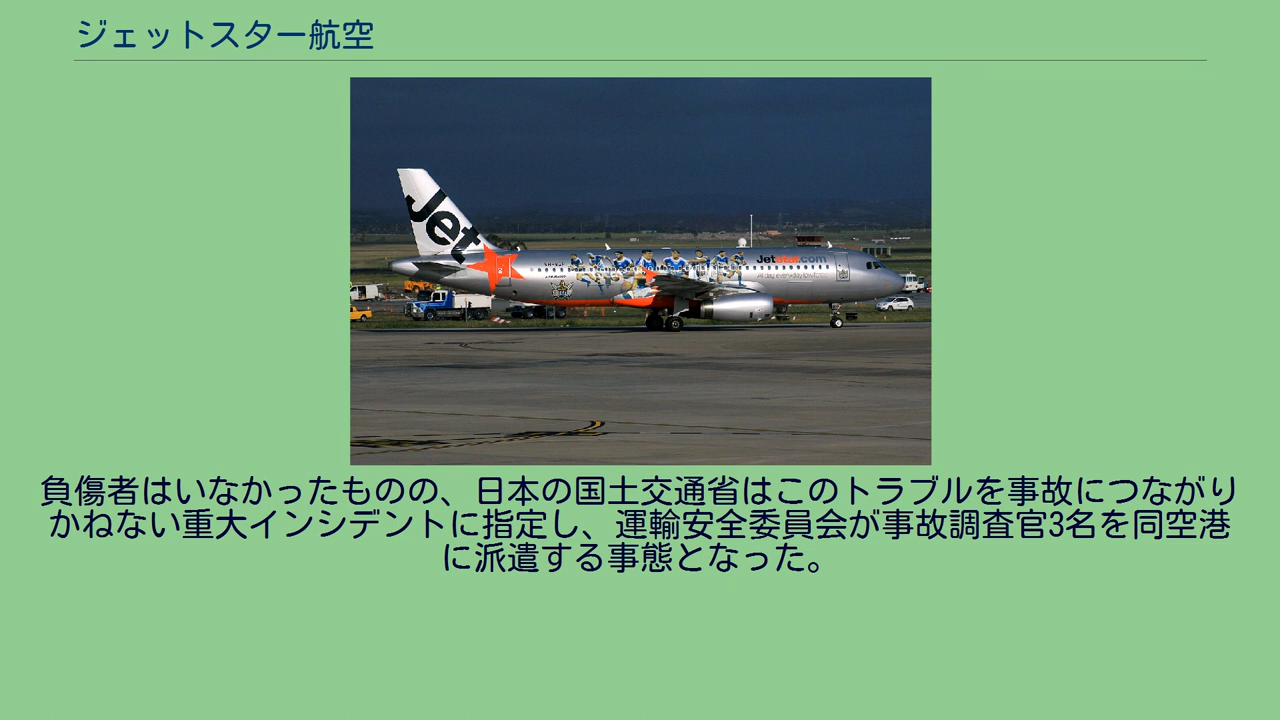 ジェットスター航空
Jet
Jetstar.com
負傷者はいなかったものの、日本の国土交通省はこのトラブルを事故につながり
かねない重大インシデントに指定し、運輸安全委員会が事故調査官3名を同空港
に派遣する事態となった。